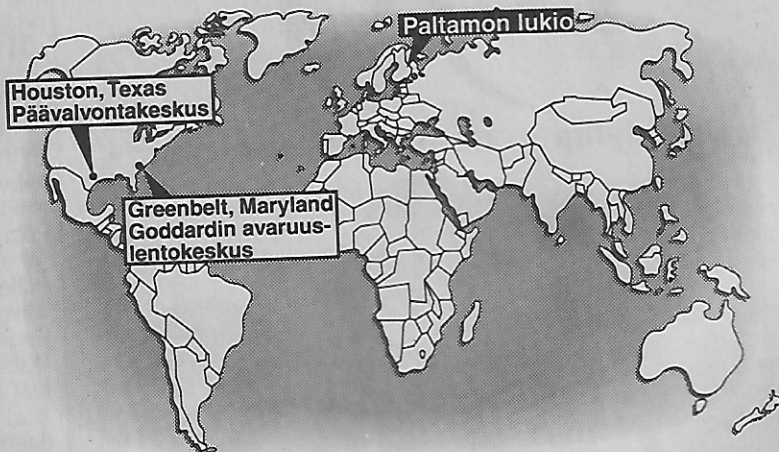 Paltamon lukio
Houston, Texas
Päävalvontakeskus
Greenbelt, Maryland
Goddardin avaruus-
lentokeskus